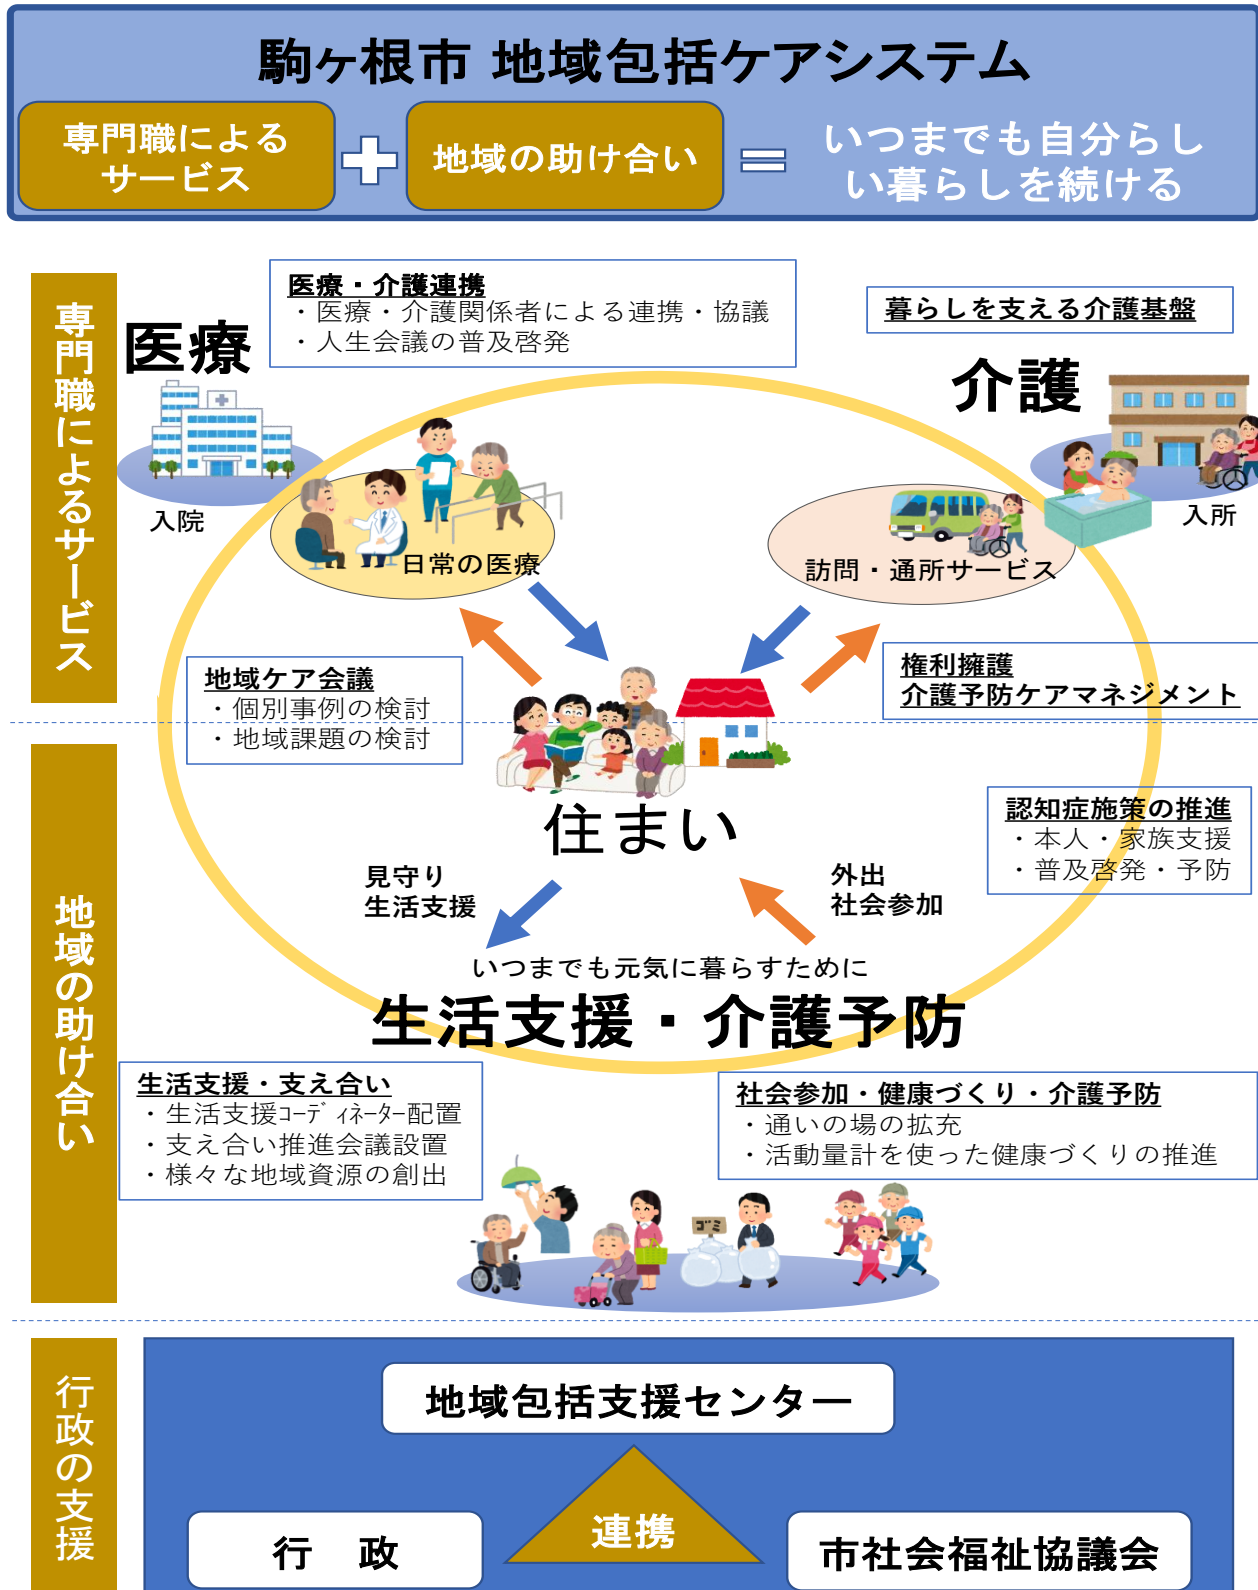 駒ヶ根市 地域包括ケアシステム
専門職による
サービス
地域の助け合い
いつまでも自分らし
い暮らしを続ける
専門職によるサービス
医療
入院
医療・介護連携
・医療・介護関係者による連携・協議
・人生会議の普及啓発
暮らしを支える介護基盤
介護
入所
日常の医療
訪問・通所サービス
地域ケア会議
・個別事例の検討
・地域課題の検討
権利擁護
介護予防ケアマネジメント
住まい
認知症施策の推進
・本人・家族支援
・普及啓発・予防
地域の助け合い
見守り
生活支援
外出
社会参加
いつまでも元気に暮らすために
生活支援・介護予防
生活支援・支え合い
・生活支援ｺｰﾃﾞｨﾈｰﾀｰ配置
・支え合い推進会議設置
・様々な地域資源の創出
社会参加・健康づくり・介護予防
・通いの場の拡充
・活動量計を使った健康づくりの推進
ゴミ
行政の支援
地域包括支援センター
連携
行　政
市社会福祉協議会